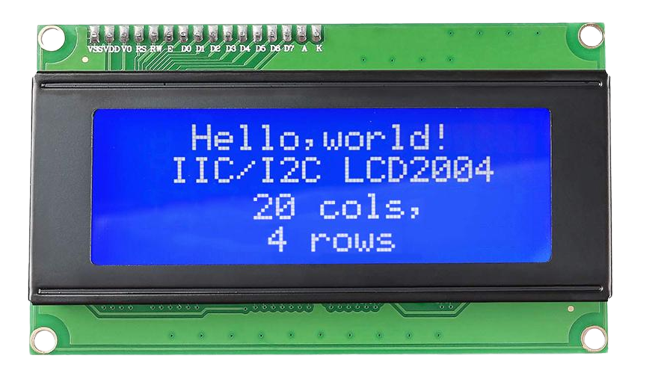 VSS VDD V0 RS RW E D0 D1 D2 D3 D4 D5 D6 D7 A K
Hello,world!
IIC/I2C LCD2004
20 cols,
4 rows